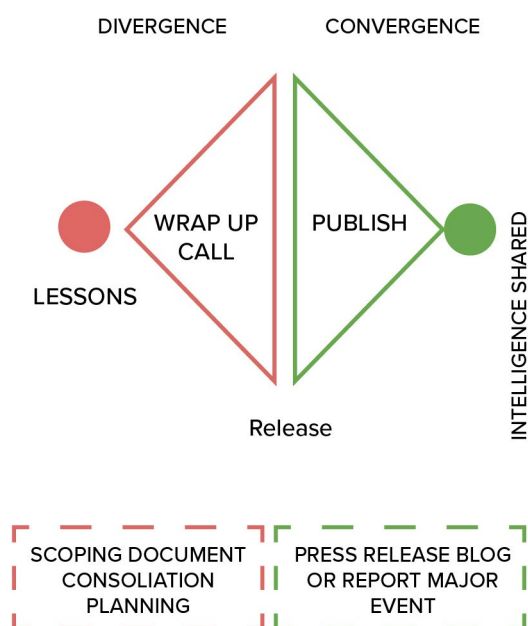 DIVERGENCE
CONVERGENCE
WRAP UP
CALL
PUBLISH
LESSONS
INTELLIGENCE SHARED
Release
SCOPING DOCUMENT
CONSOLIATION
PLANNING
PRESS RELEASE BLOG
OR REPORT MAJOR
EVENT